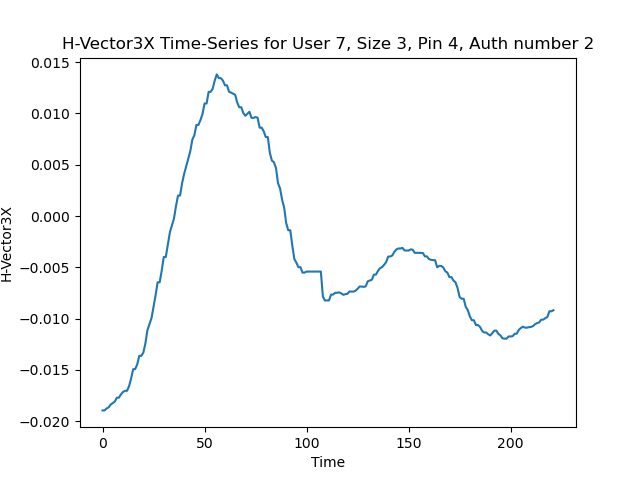 H-Vector3X Time-Series for User 7, Size 3, Pin 4, Auth number 2
H-Vector3X
0.015
0.010
0.005
0.000
−0.005
−0.010
−0.015
−0.020
0 50 100 150 200
Time